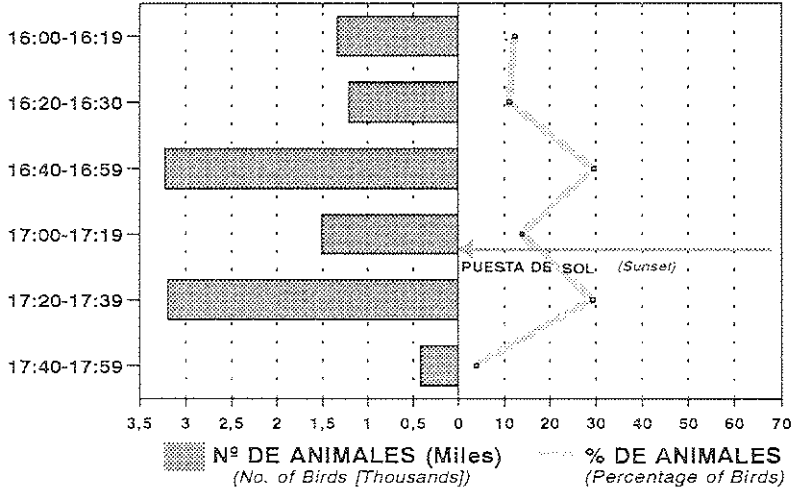 16:00-16:19
16:20-16:30
16:40-16:59
17:00-17:19
PUESTA DE SOL (Sunset)
17:20-17:39
17:40-17:59
3,5 3 2,5 2 1,5 1 0,5 0 10 20 30 40 50 60 70
Nº DE ANIMALES (Miles) % DE ANIMALES
(No. of Birds [Thousands]) (Percentage of Birds)